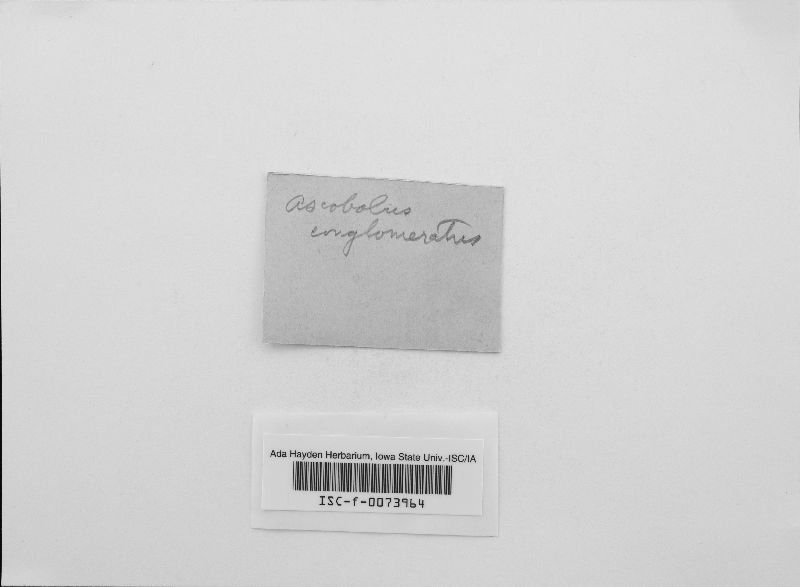 Ascobolus
conglomeratus
Ada Hayden Herbarium, Iowa State Univ.-ISC/IA
ISC-f-0073964